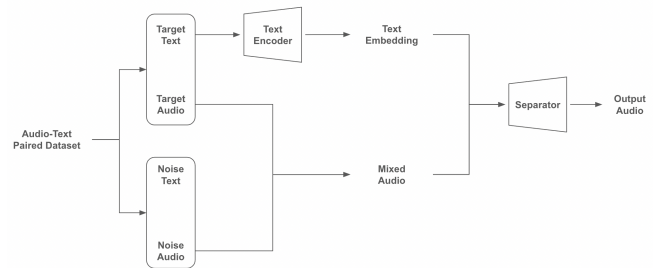 Target
Text
Text
Encoder
Text
Embedding
Target
Audio
Separator
Output
Audio
Audio-Text
Paired Dataset
Noise
Text
Mixed
Audio
Noise
Audio